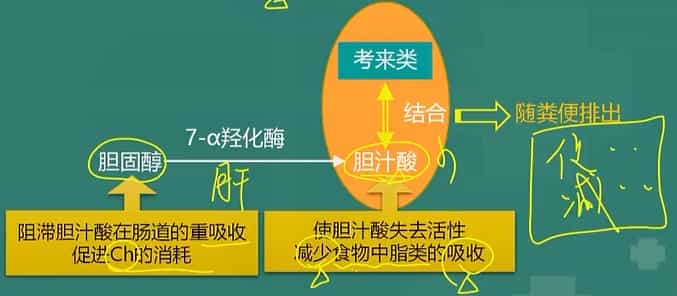 考来类
结合
随粪便排出
7-α羟化酶
胆固醇
胆汁酸
肝
促
减
阻滞胆汁酸在肠道的重吸收
促进Ch的消耗
使胆汁酸失去活性
减少食物中脂类的吸收